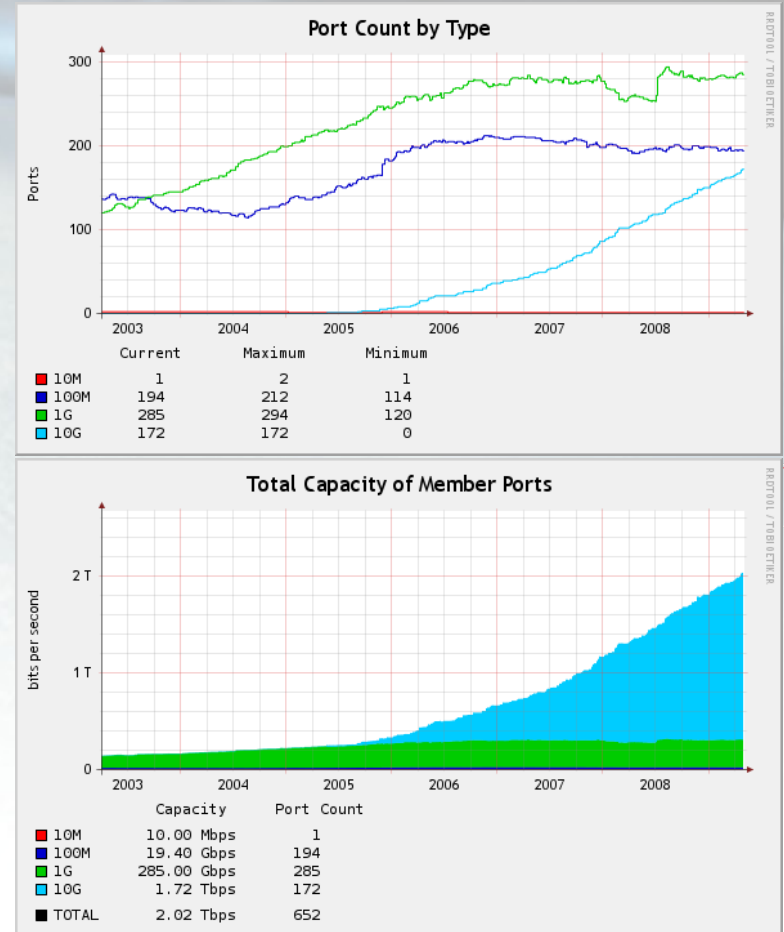 Port Count by Type
RRDTOOL / TOBI OETIKER
300
200
100
0
Ports
2003 2004 2005 2006 2007 2008
Current Maximum Minimum
10M 1 2 1
100M 194 212 114
1G 285 294 120
10G 172 172 0
Total Capacity of Member Ports
RRDTOOL / TOBI OETIKER
2 T
1 T
0
bits per second
2003 2004 2005 2006 2007 2008
Capacity Port Count
10M 10.00 Mbps 1
100M 19.40 Gbps 194
1G 285.00 Gbps 285
10G 1.72 Tbps 172
TOTAL 2.02 Tbps 652